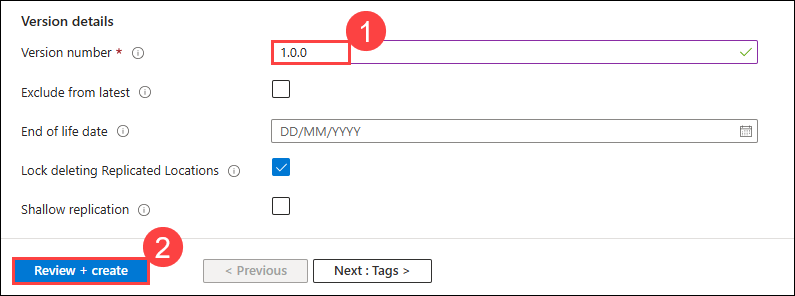 Version details
Version number *
1.0.0
1
Exclude from latest
End of life date
DD/MM/YYYY
Lock deleting Replicated Locations
Shallow replication
2
Review + create
< Previous
Next : Tags >